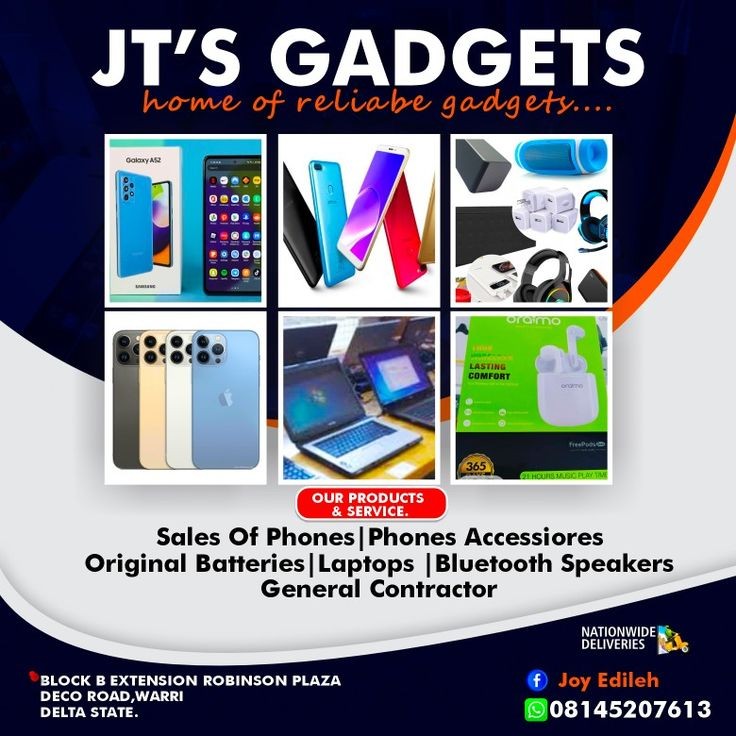 JT'S GADGETS
home of reliabe gadgets....
Galaxy A52
SAMSUNG
oraimo
LASTING
COMFORT
oraimo
FreePods
365
21 HOURS MUSIC PLAY TIME
OUR PRODUCTS
& SERVICE.
Sales Of Phones|Phones Accessiores
Original Batteries|Laptops |Bluetooth Speakers
General Contractor
NATIONWIDE
DELIVERIES
BLOCK B EXTENSION ROBINSON PLAZA
DECO ROAD,WARRI
DELTA STATE.
Joy Edileh
08145207613